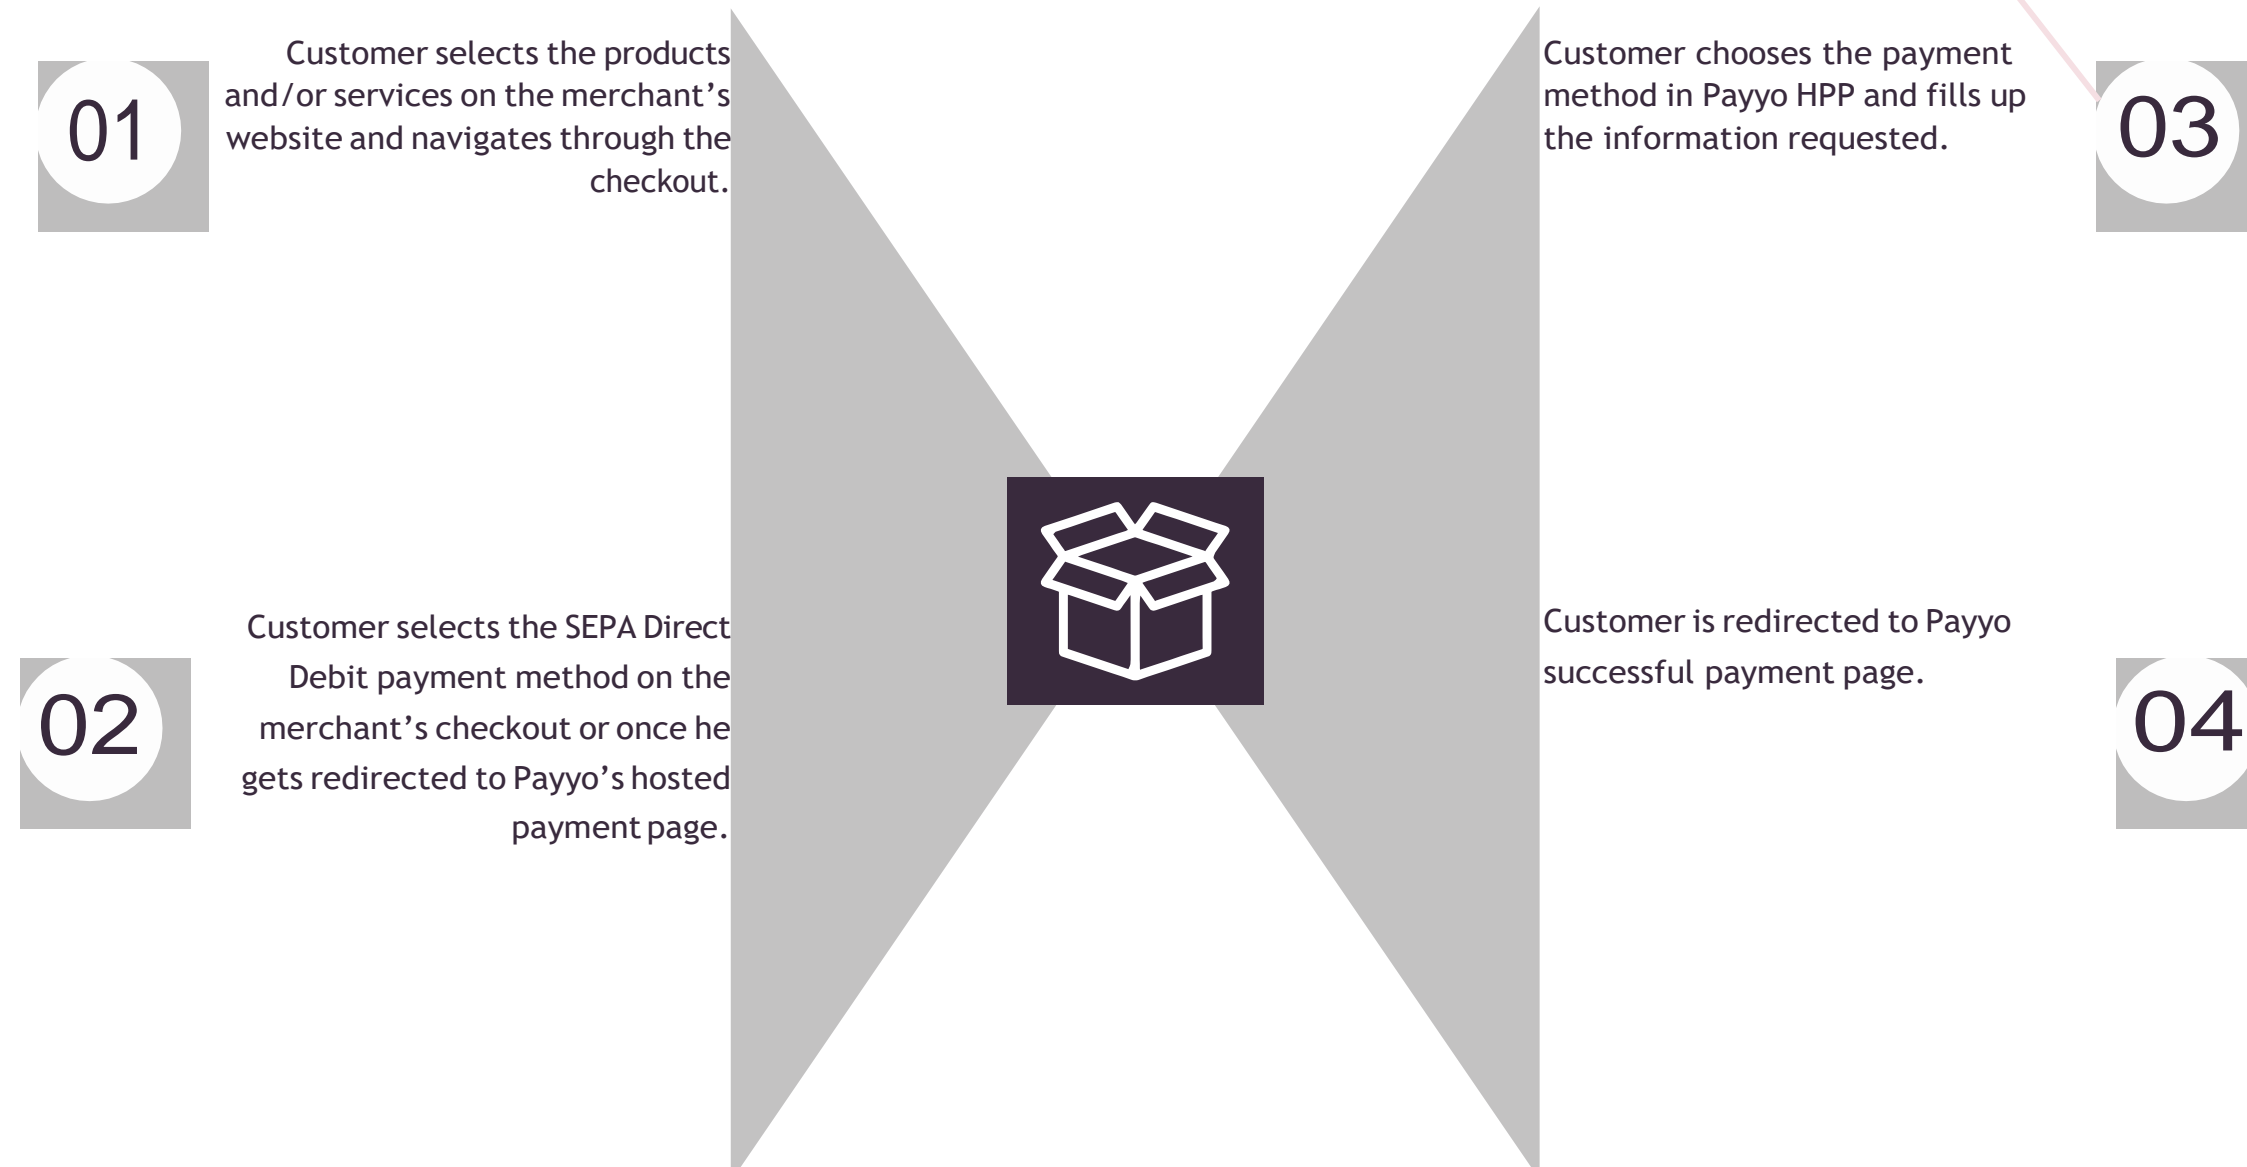 01
Customer selects the products
and/or services on the merchant’s
website and navigates through the
checkout.
02
Customer selects the SEPA Direct
Debit payment method on the
merchant’s checkout or once he
gets redirected to Payyo’s hosted
payment page.
03
Customer chooses the payment
method in Payyo HPP and fills up
the information requested.
04
Customer is redirected to Payyo
successful payment page.